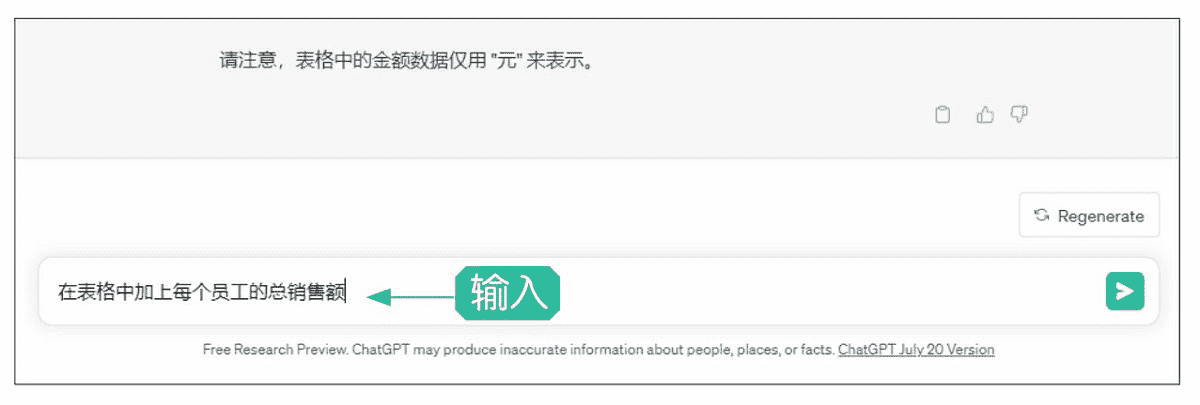 请注意，表格中的金额数据仅用 "元" 来表示。
Regenerate
在表格中加上每个员工的总销售额
输入
Free Research Preview. ChatGPT may produce inaccurate information about people, places, or facts. ChatGPT July 20 Version